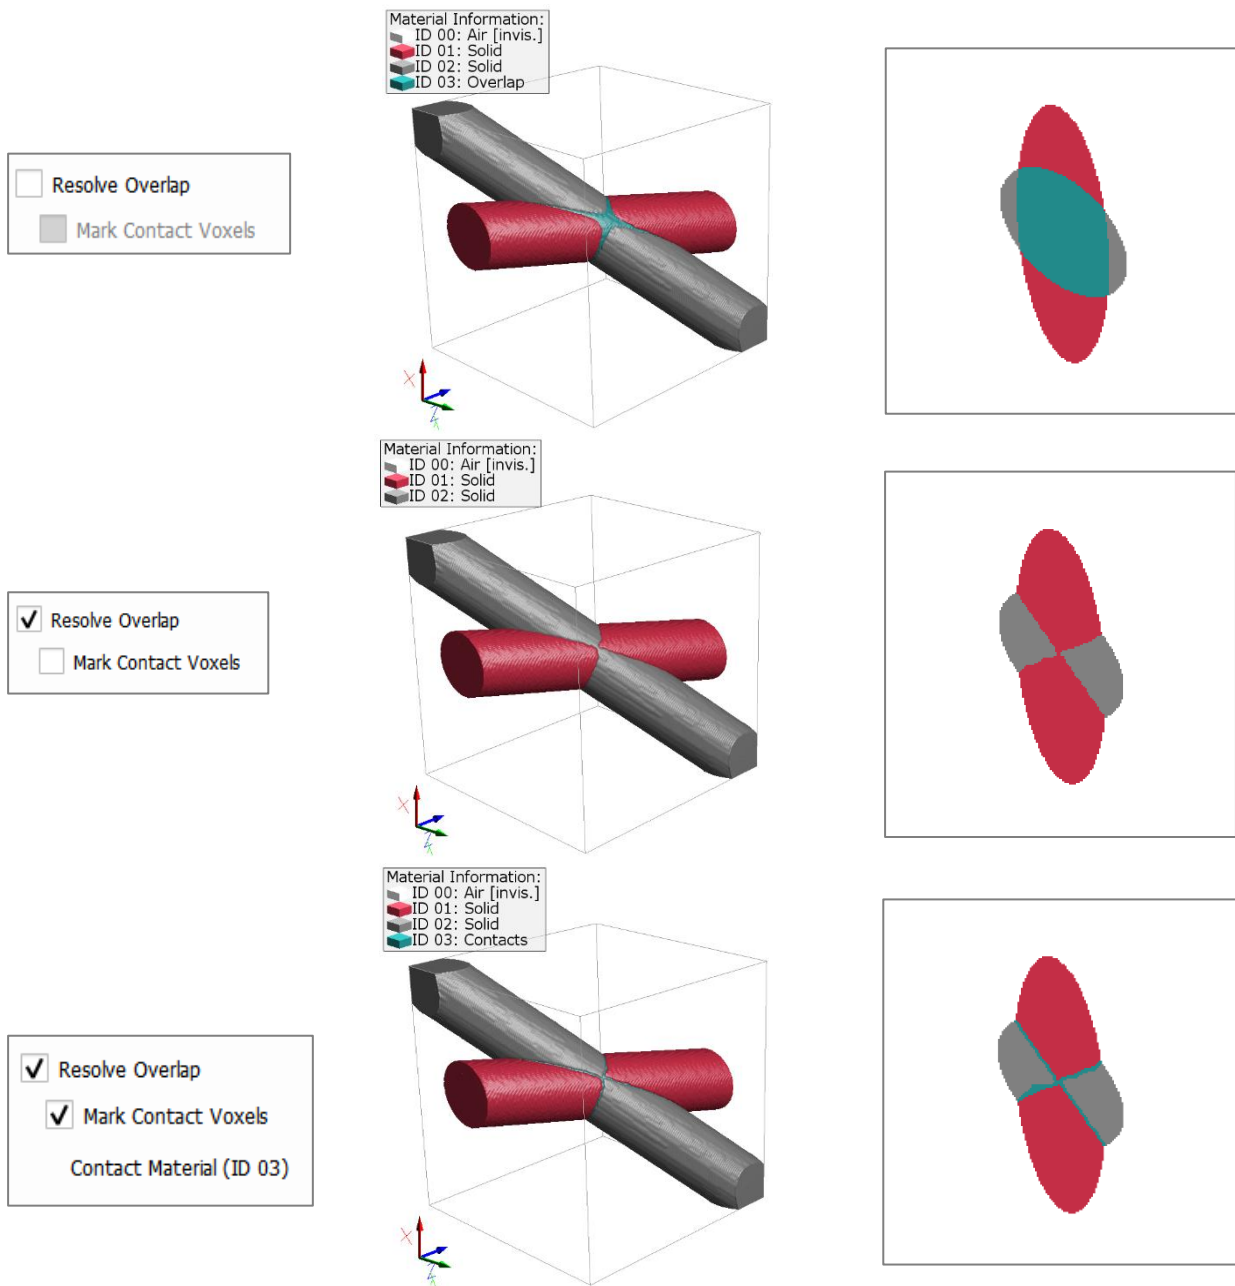 Material Information:
ID 00: Air [invis.]
ID 01: Solid
ID 02: Solid
ID 03: Overlap
Resolve Overlap
Mark Contact Voxels
X
Material Information:
ID 00: Air [invis.]
ID 01: Solid
ID 02: Solid
Resolve Overlap
Mark Contact Voxels
X
Material Information:
ID 00: Air [invis.]
ID 01: Solid
ID 02: Solid
ID 03: Contacts
Resolve Overlap
Mark Contact Voxels
Contact Material (ID 03)
X